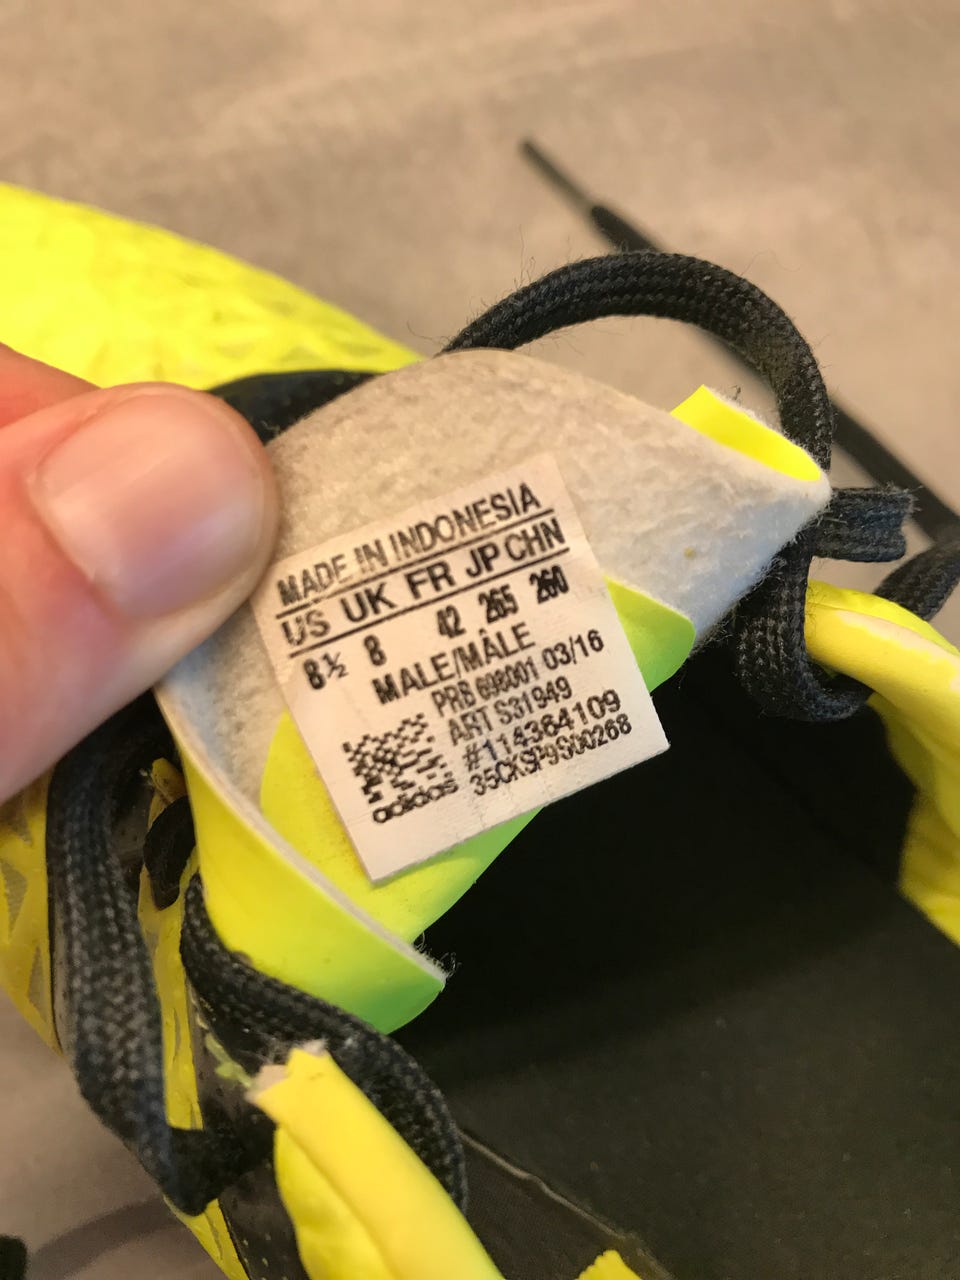 MADE IN INDONESIA
US UK FR JP CHN
8½ 8 42 265 260
MALE/MÂLE
PRB 698001 03/16
ART S31949
#114364109
35CKSP9S00268
adidas